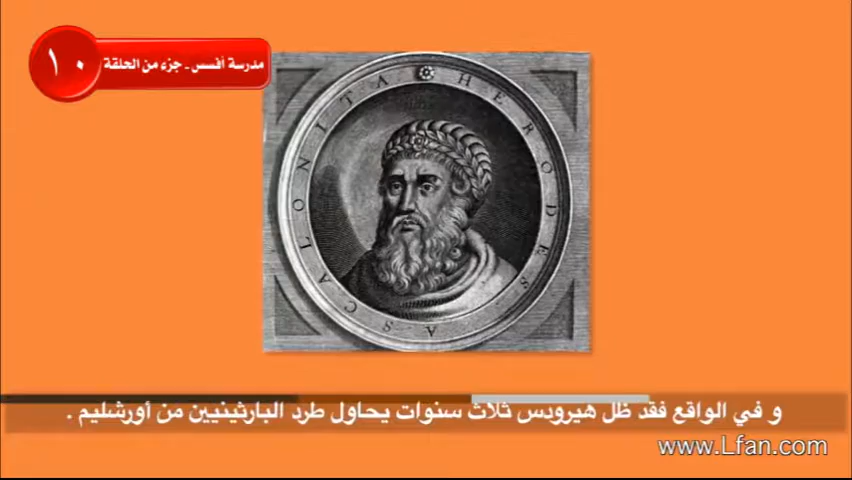 مدرسة أفسس - جزء من الحلقة ١٠
HERODES ASCALONITA
و في الواقع فقد ظل هيرودس ثلاث سنوات يحاول طرد البارثينيين من أورشليم .
www.Lfan.com